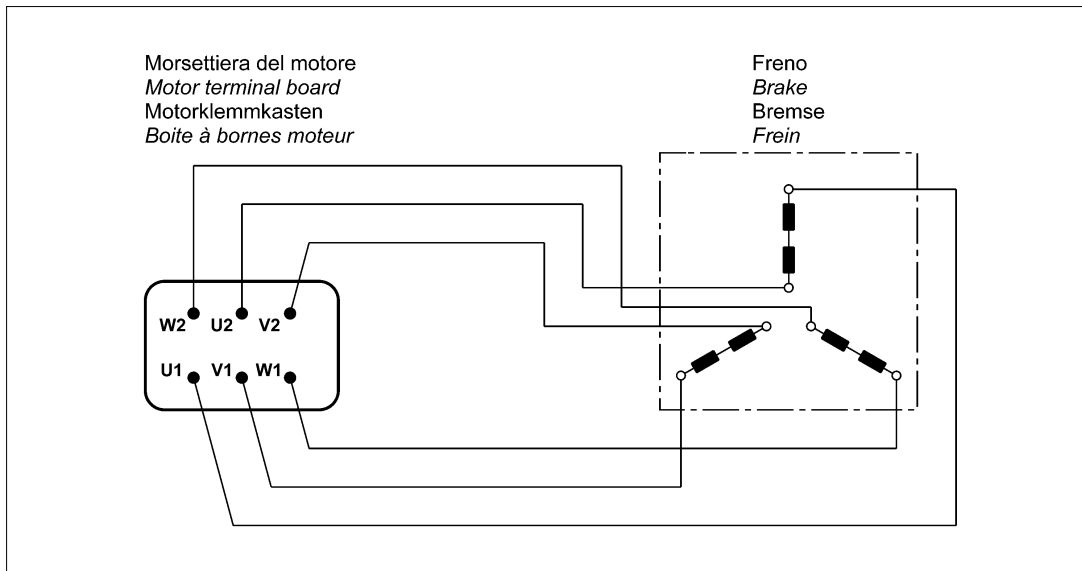 Morsettiera del motore
Motor terminal board
Motorklemmkasten
Boite à bornes moteur
Freno
Brake
Bremse
Frein
W2 U2 V2
U1 V1 W1